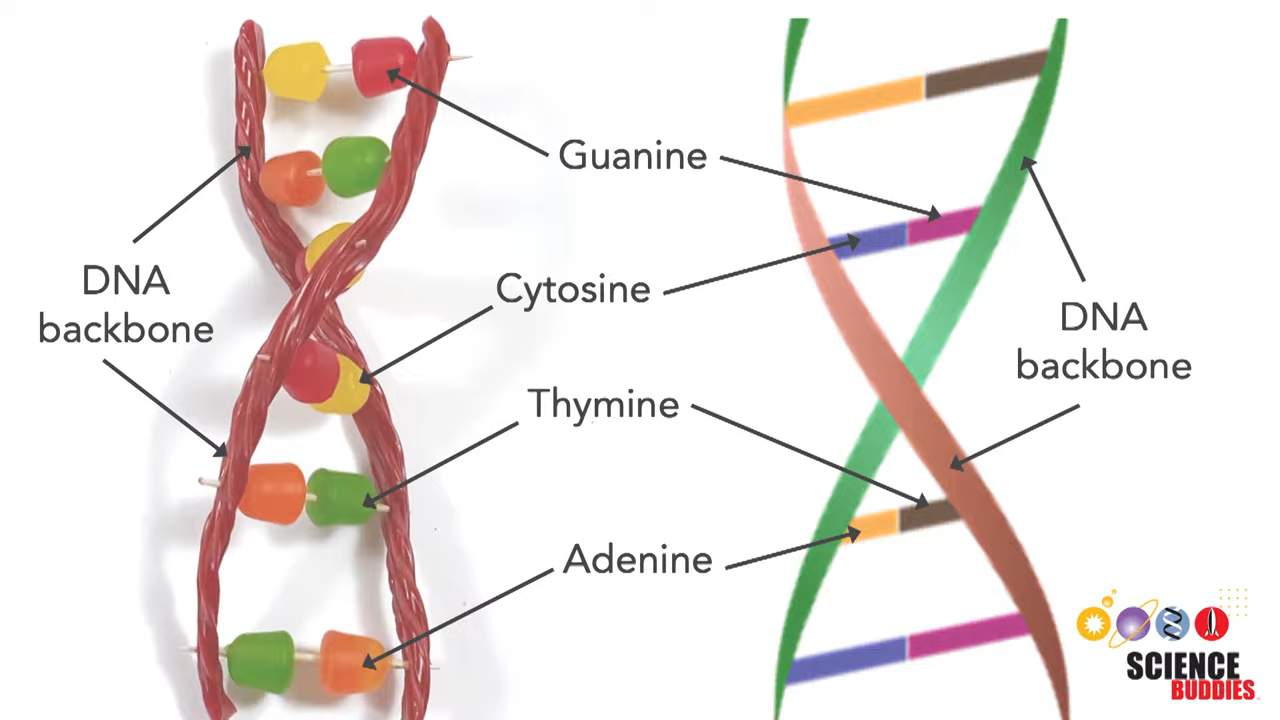 Guanine
DNA
backbone
Cytosine
DNA
backbone
Thymine
Adenine
SCIENCE
BUDDIES